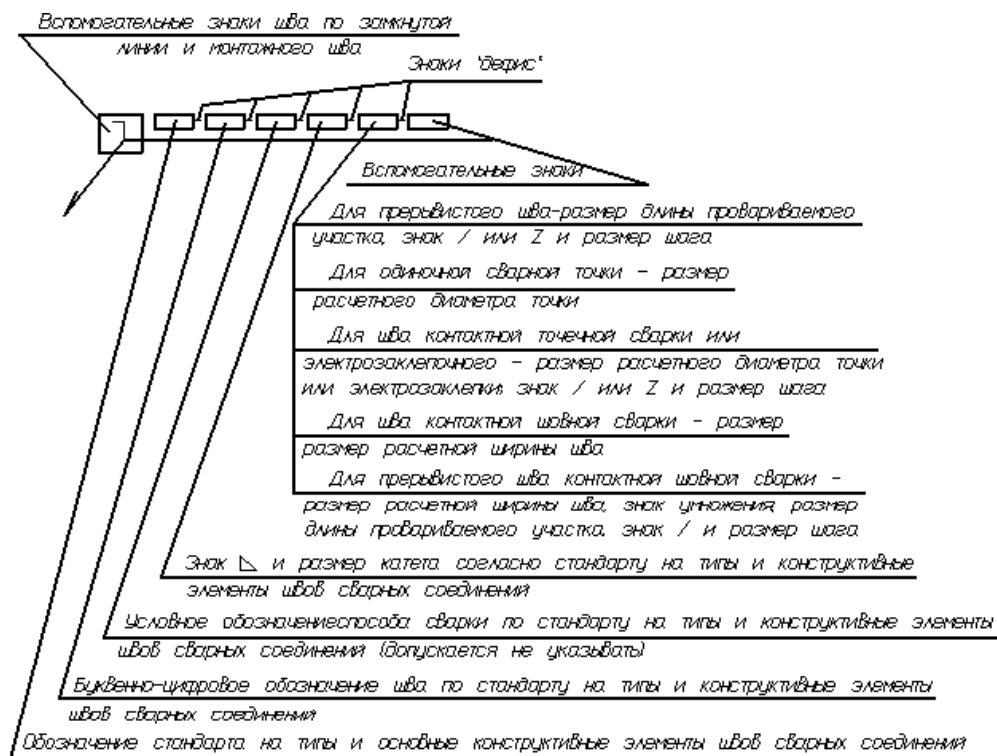 Вспомогательные знаки шва по замкнутой
линии и монтажного шва
Знаки "дефис"
Вспомогательные знаки
Для прерывистого шва-размер длины провариваемого
участка, знак / или Z и размер шага
Для одиночной сварной точки - размер
расчетного диаметра точки
Для шва контактной точечной сварки или
электрозаклепочного - размер расчетного диаметра точки
или электрозаклепки; знак / или Z и размер шага
Для шва контактной шовной сварки - размер
размер расчетной ширины шва
Для прерывистого шва контактной шовной сварки -
размер расчетной ширины шва, знак умножения, размер
длины провариваемого участка, знак / и размер шага
Знак ◺ и размер катета согласно стандарту на типы и конструктивные
элементы швов сварных соединений
Условное обозначениеспособа сварки по стандарту на типы и конструктивные элементы
швов сварных соединений (допускается не указывать)
Буквенно-цифровое обозначение шва по стандарту на типы и конструктивные элементы
швов сварных соединений
Обозначение стандарта на типы и основные конструктивные элементы швов сварных соединений